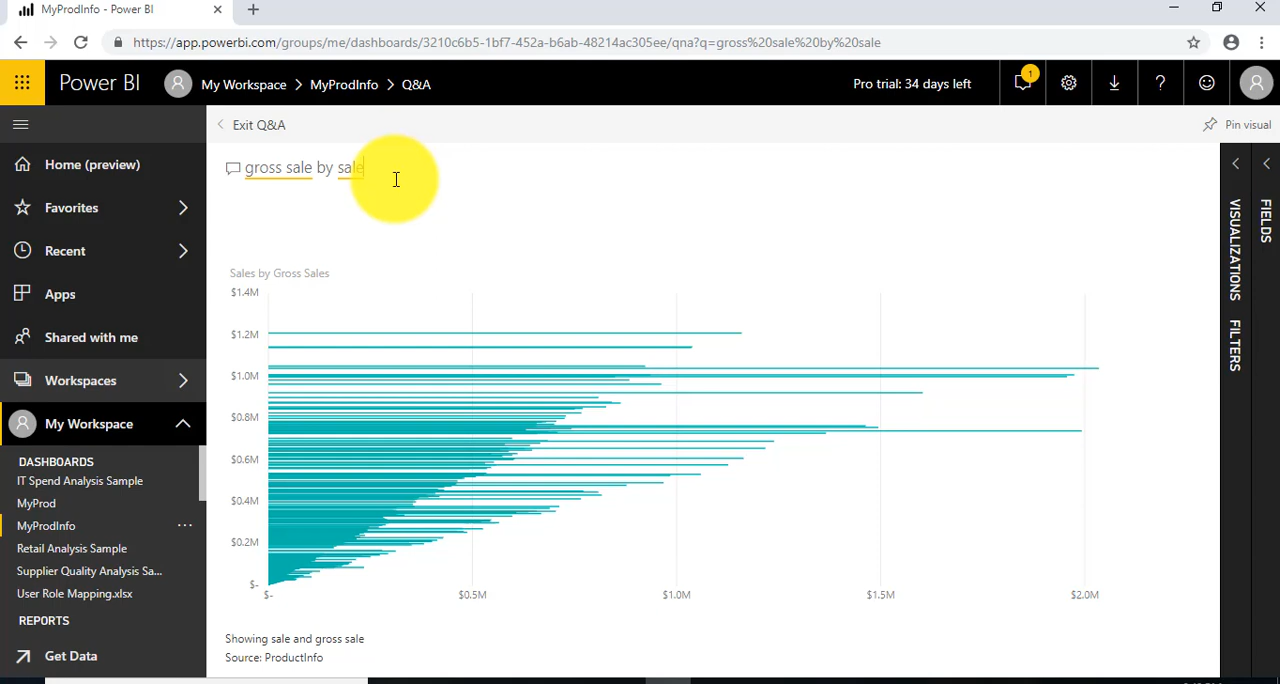 MyProdInfo - Power BI
https://app.powerbi.com/groups/me/dashboards/3210c6b5-1bf7-452a-b6ab-48214ac305ee/qna?q=gross%20sale%20by%20sale
Power BI
My Workspace > MyProdInfo > Q&A
Pro trial: 34 days left
1
Exit Q&A
Pin visual
Home (preview)
Favorites
Recent
Apps
Shared with me
Workspaces
My Workspace
DASHBOARDS
IT Spend Analysis Sample
MyProd
MyProdInfo
Retail Analysis Sample
Supplier Quality Analysis Sa...
User Role Mapping.xlsx
REPORTS
Get Data
gross sale by sale
Sales by Gross Sales
$1.4M
$1.2M
$1.0M
$0.8M
$0.6M
$0.4M
$0.2M
$-
$- $0.5M $1.0M $1.5M $2.0M
Showing sale and gross sale
Source: ProductInfo
VISUALIZATIONS
FILTERS
FIELDS